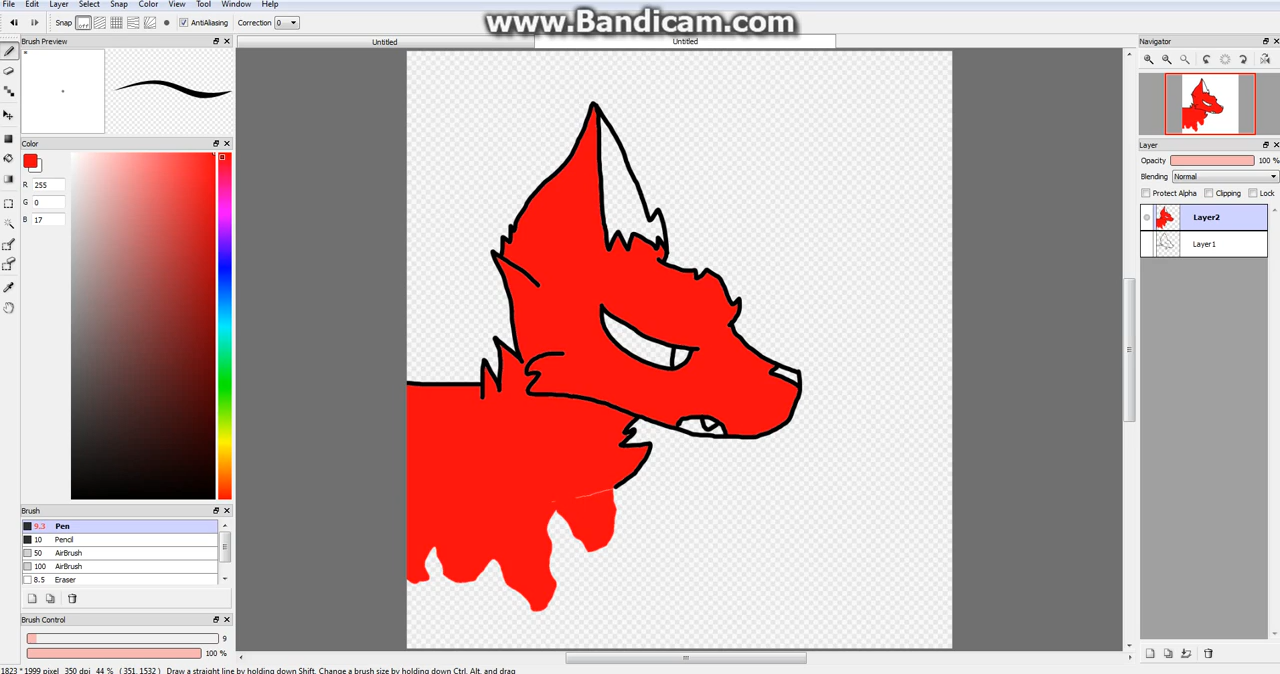 File Edit Layer Select Snap Color View Tool Window Help
www.Bandicam.com
Snap off AntiAliasing Correction 0
Brush Preview
Untitled Untitled
Navigator
Color
R 255
G 0
B 17
Layer
Opacity 100 %
Blending Normal
Protect Alpha Clipping Lock
Layer2
Layer1
Brush
9.3 Pen
10 Pencil
50 AirBrush
100 AirBrush
8.5 Eraser
Brush Control
9
100 %
1823 * 1999 pixel 350 dpi 44 % ( 351, 1532 ) Draw a straight line by holding down Shift, Change a brush size by holding down Ctrl, Alt, and drag